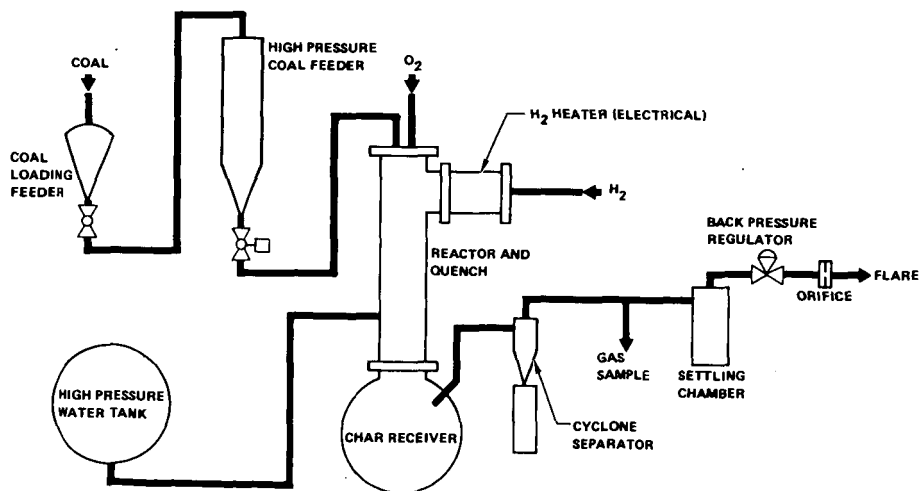 COAL
HIGH PRESSURE
COAL FEEDER
O2
H2 HEATER (ELECTRICAL)
COAL
LOADING
FEEDER
H2
BACK PRESSURE
REGULATOR
REACTOR AND
QUENCH
FLARE
ORIFICE
GAS
SAMPLE
SETTLING
CHAMBER
HIGH PRESSURE
WATER TANK
CHAR RECEIVER
CYCLONE
SEPARATOR